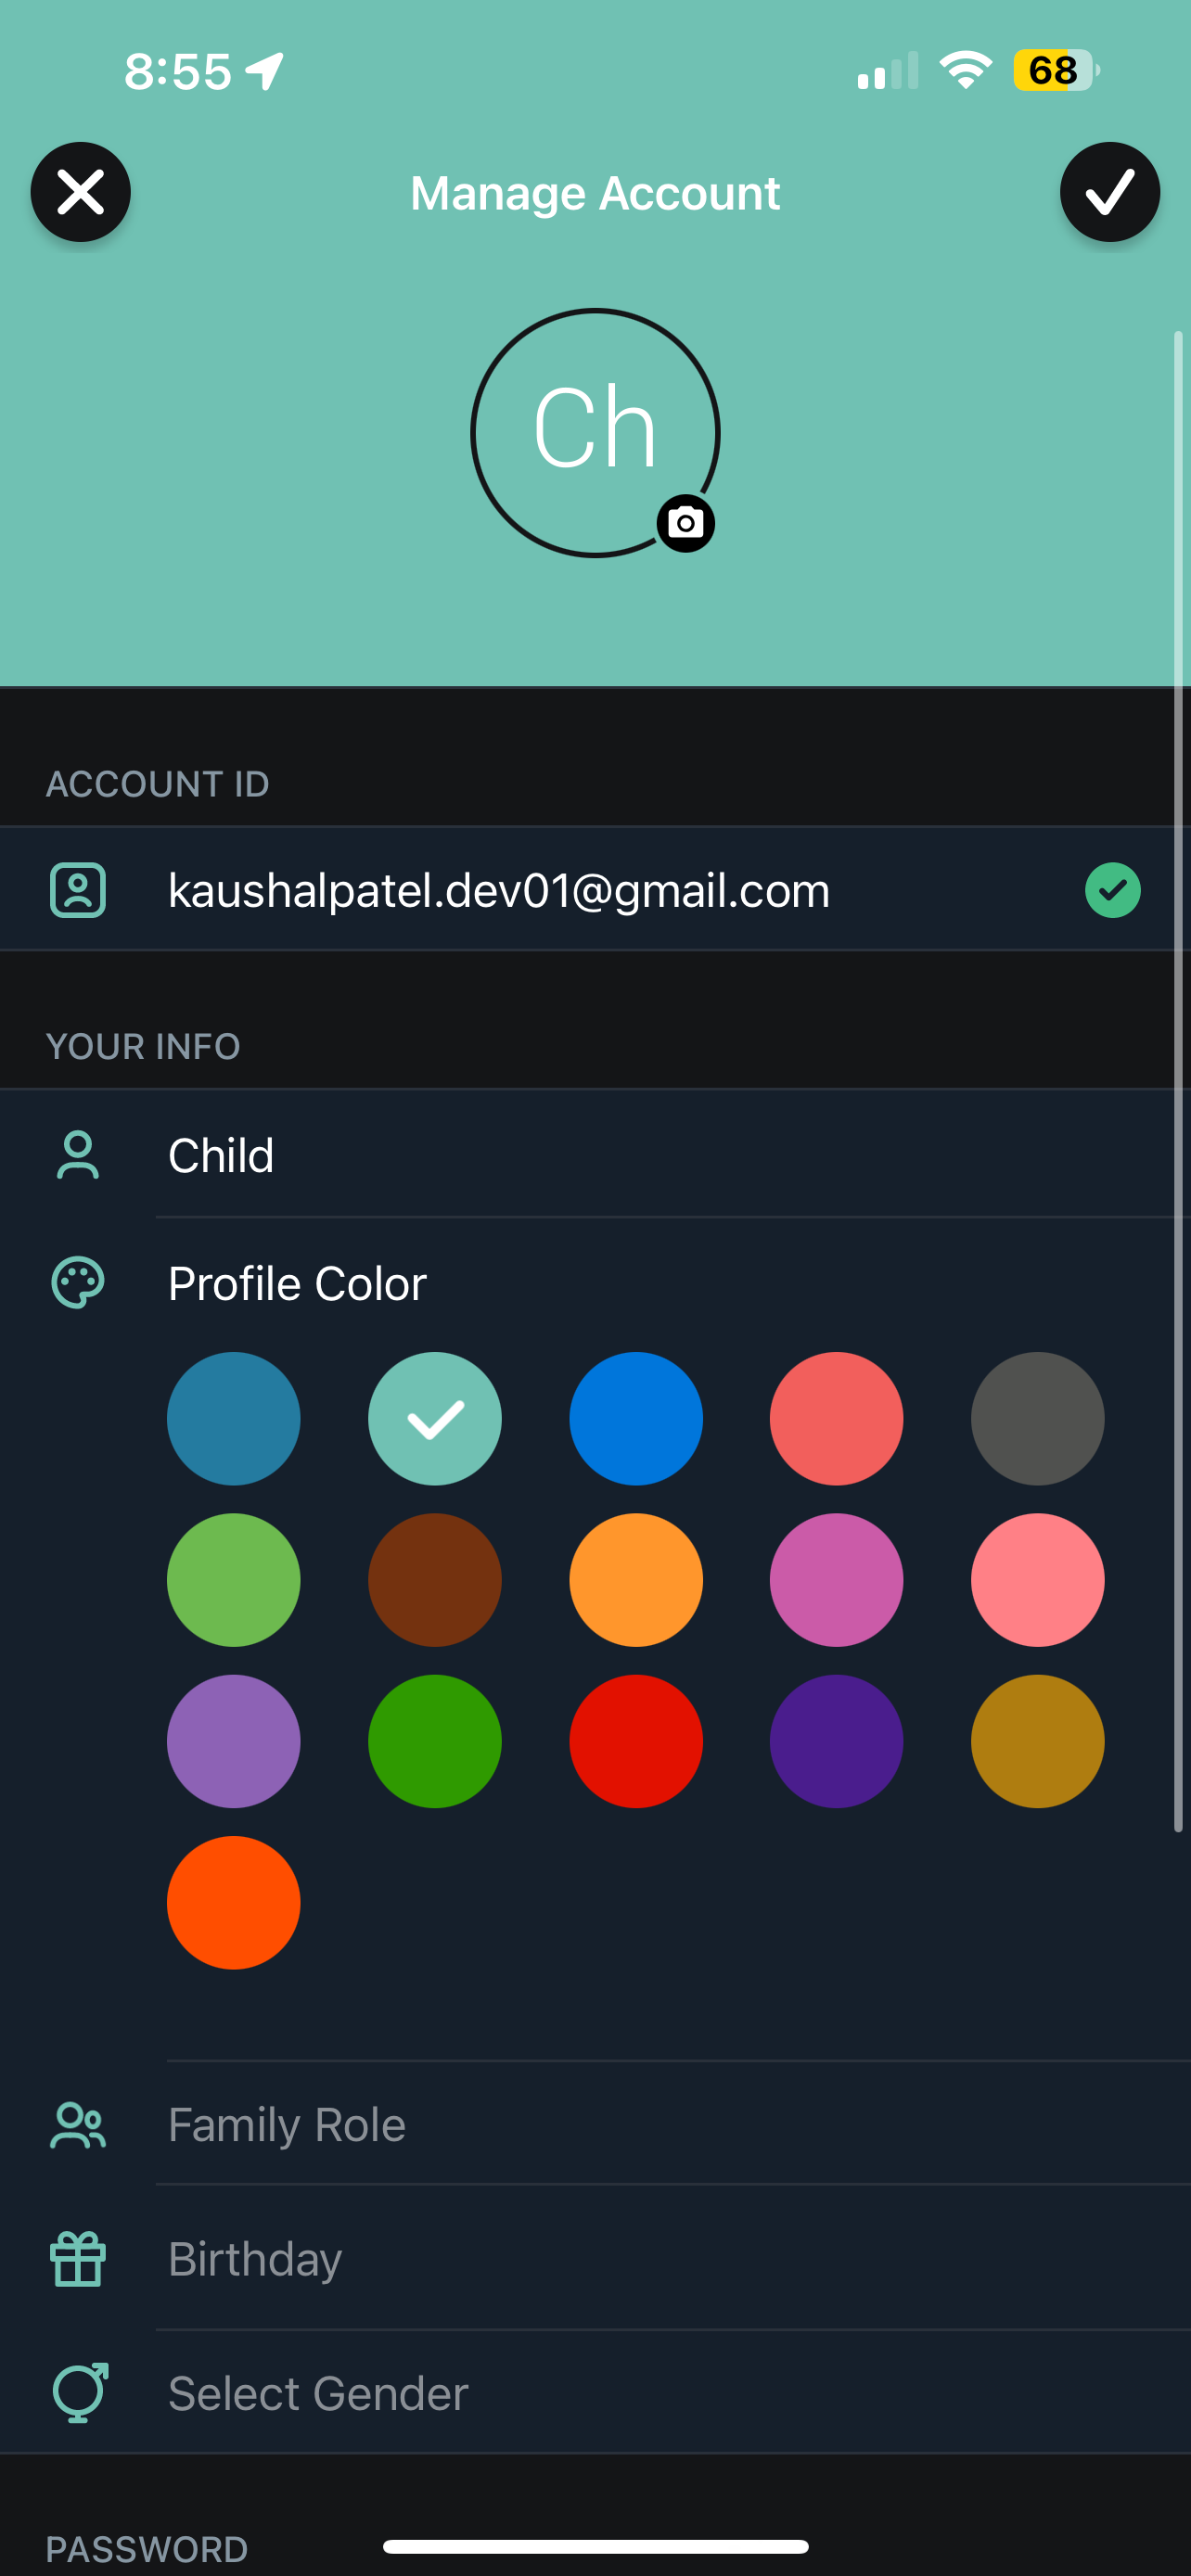 8:55
68
Manage Account
Ch
ACCOUNT ID
kaushalpatel.dev01@gmail.com
YOUR INFO
Child
Profile Color
Family Role
Birthday
Select Gender
PASSWORD